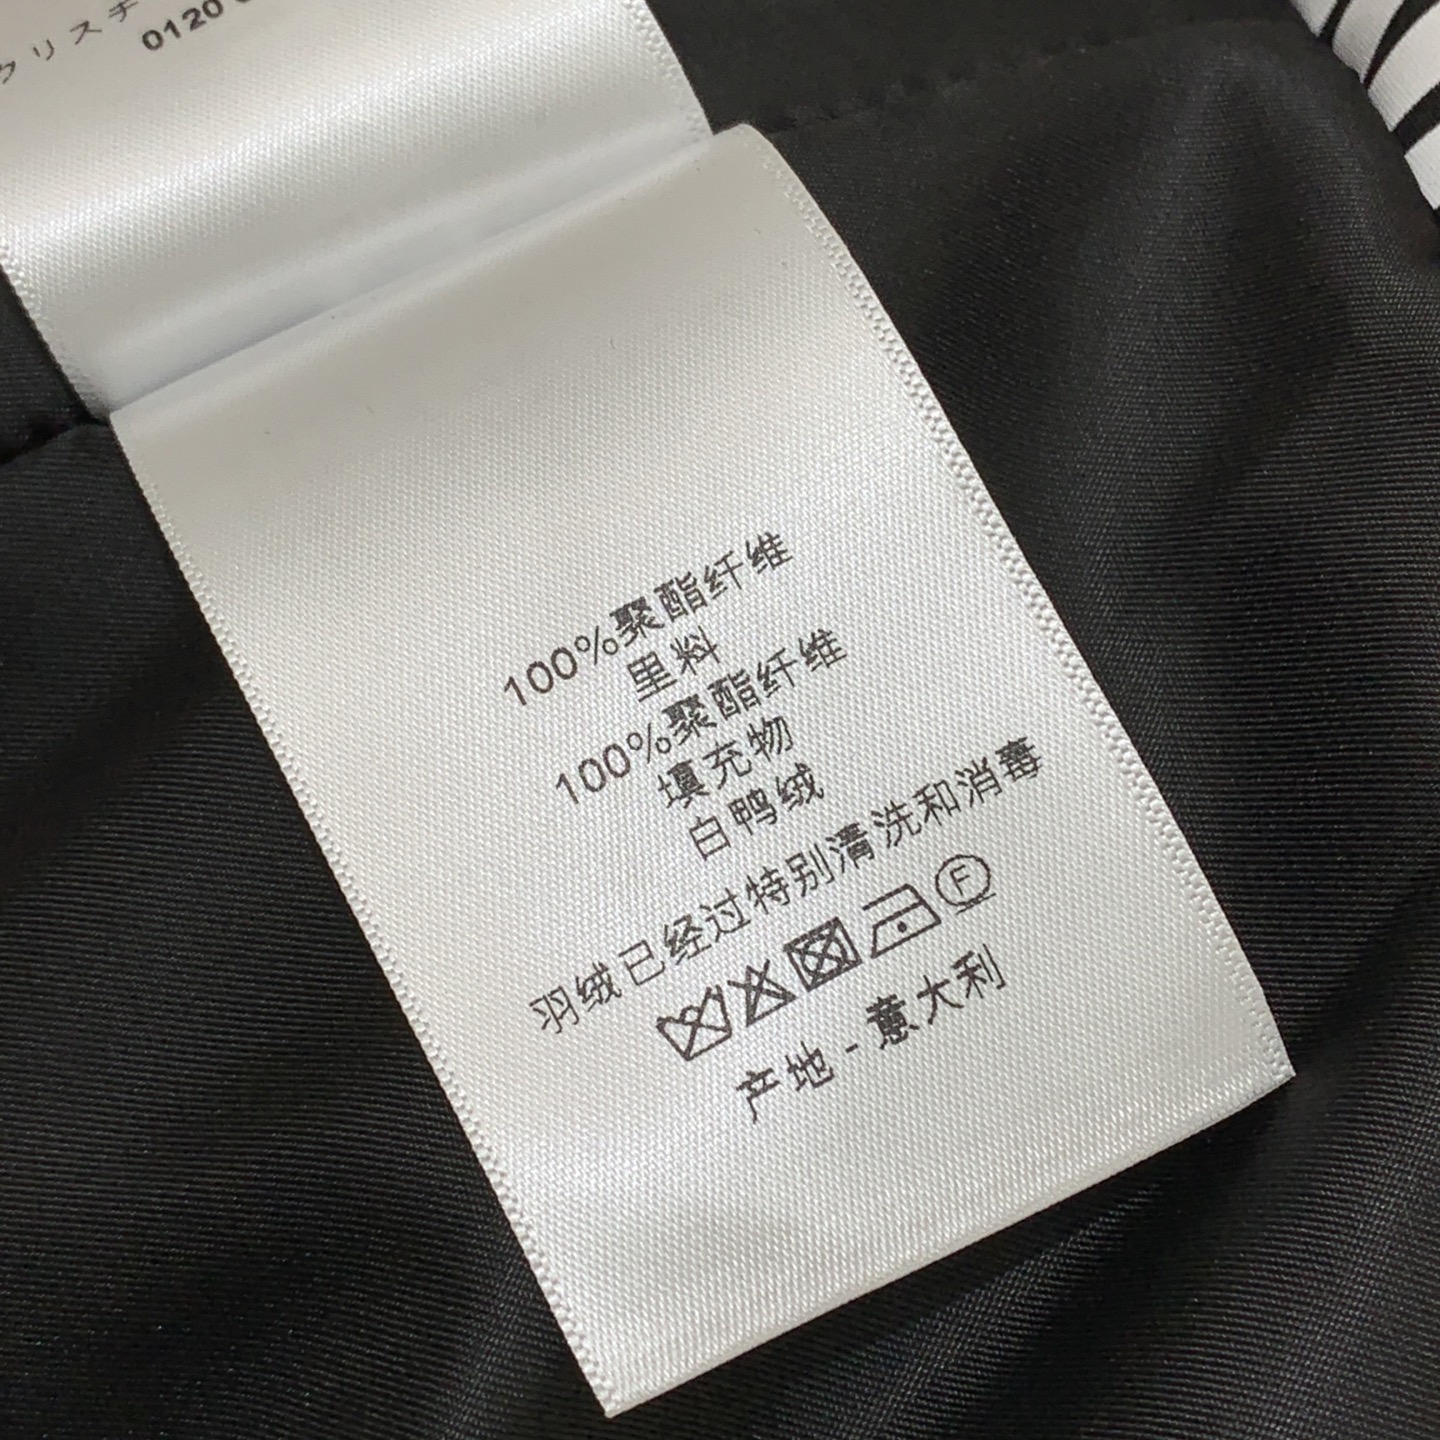 クリスチ
0120
100%聚酯纤维
里料
100%聚酯纤维
填充物
白鸭绒
羽绒已经过特别清洗和消毒
F
产地 - 意大利